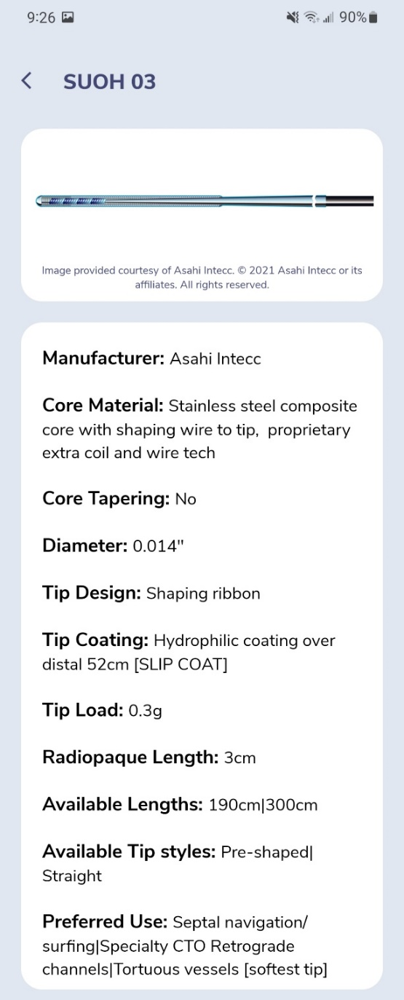 9:26
90%
SUOH 03
Image provided courtesy of Asahi Intecc. © 2021 Asahi Intecc or its
affiliates. All rights reserved.
Manufacturer: Asahi Intecc
Core Material: Stainless steel composite
core with shaping wire to tip,  proprietary
extra coil and wire tech
Core Tapering: No
Diameter: 0.014"
Tip Design: Shaping ribbon
Tip Coating: Hydrophilic coating over
distal 52cm [SLIP COAT]
Tip Load: 0.3g
Radiopaque Length: 3cm
Available Lengths: 190cm|300cm
Available Tip styles: Pre-shaped|
Straight
Preferred Use: Septal navigation/
surfing|Specialty CTO Retrograde
channels|Tortuous vessels [softest tip]